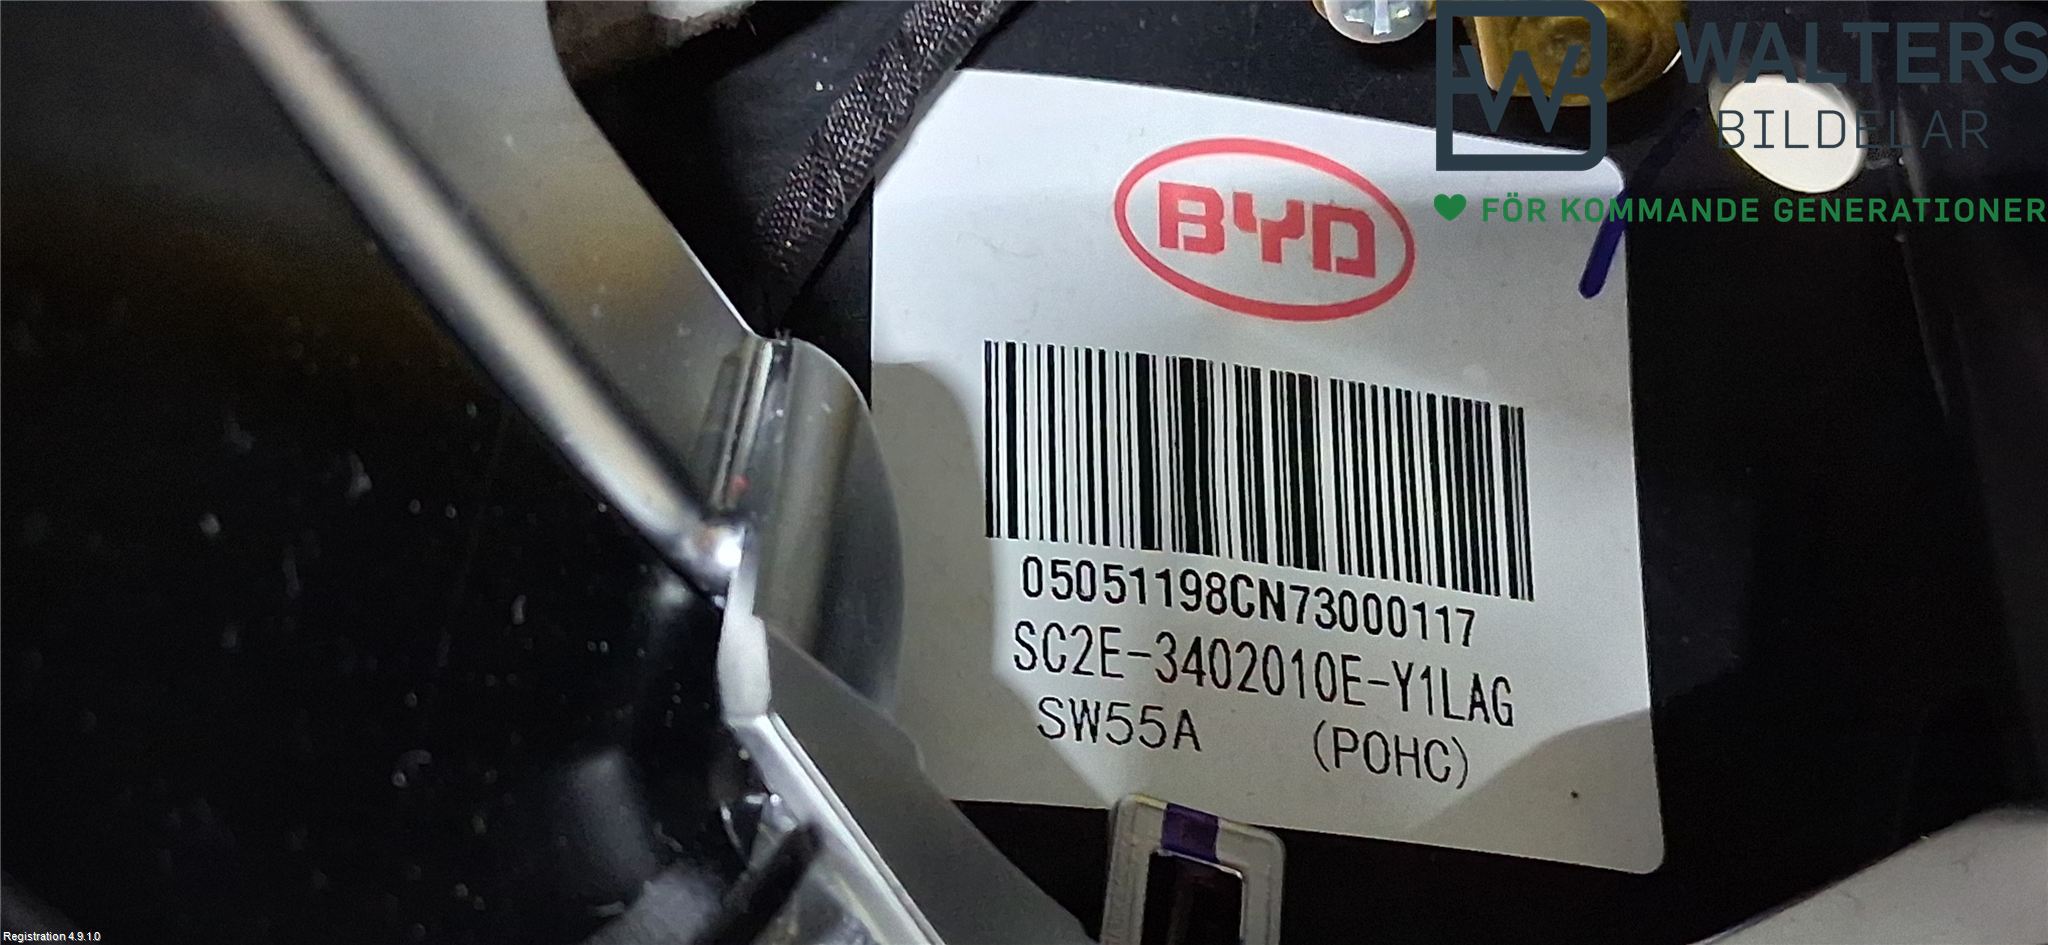 WALTERS
BILDELAR
FÖR KOMMANDE GENERATIONER
BYD
05051198CN73000117
SC2E-3402010E-Y1LAG
SW55A (POHC)
Registration 4.9.1.0